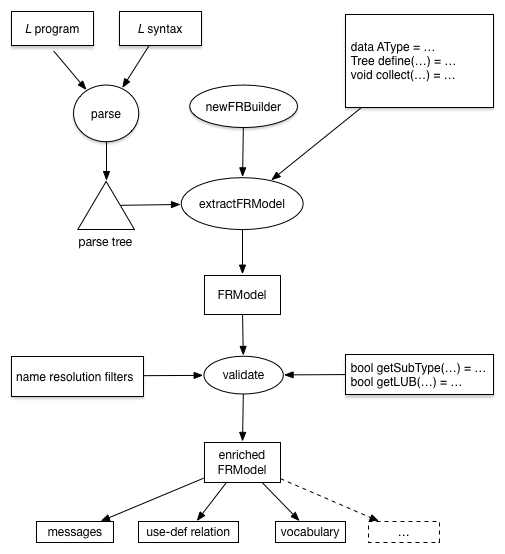 L program
L syntax
data AType = …
Tree define(…) = …
void collect(…) = …
parse
newFRBuilder
extractFRModel
parse tree
FRModel
name resolution filters
validate
bool getSubType(…) = …
bool getLUB(…) = …
enriched
FRModel
messages
use-def relation
vocabulary
…